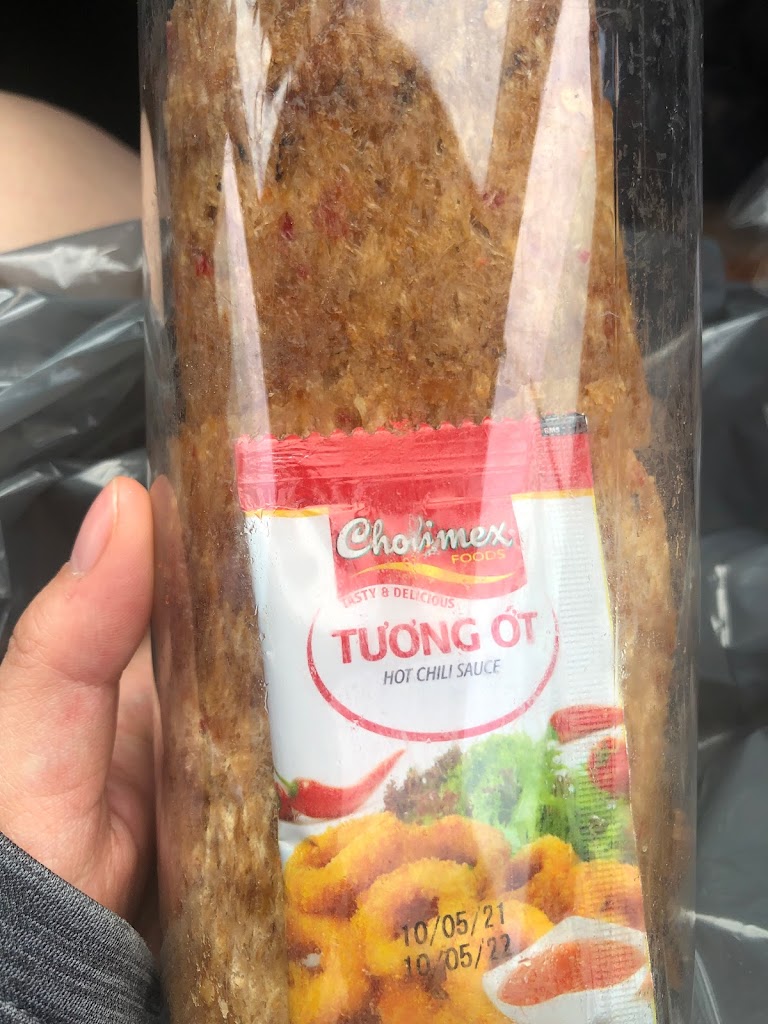 Cholimex
FOODS
TASTY & DELICIOUS
TƯƠNG ỚT
HOT CHILI SAUCE
10/05/21
10/05/22